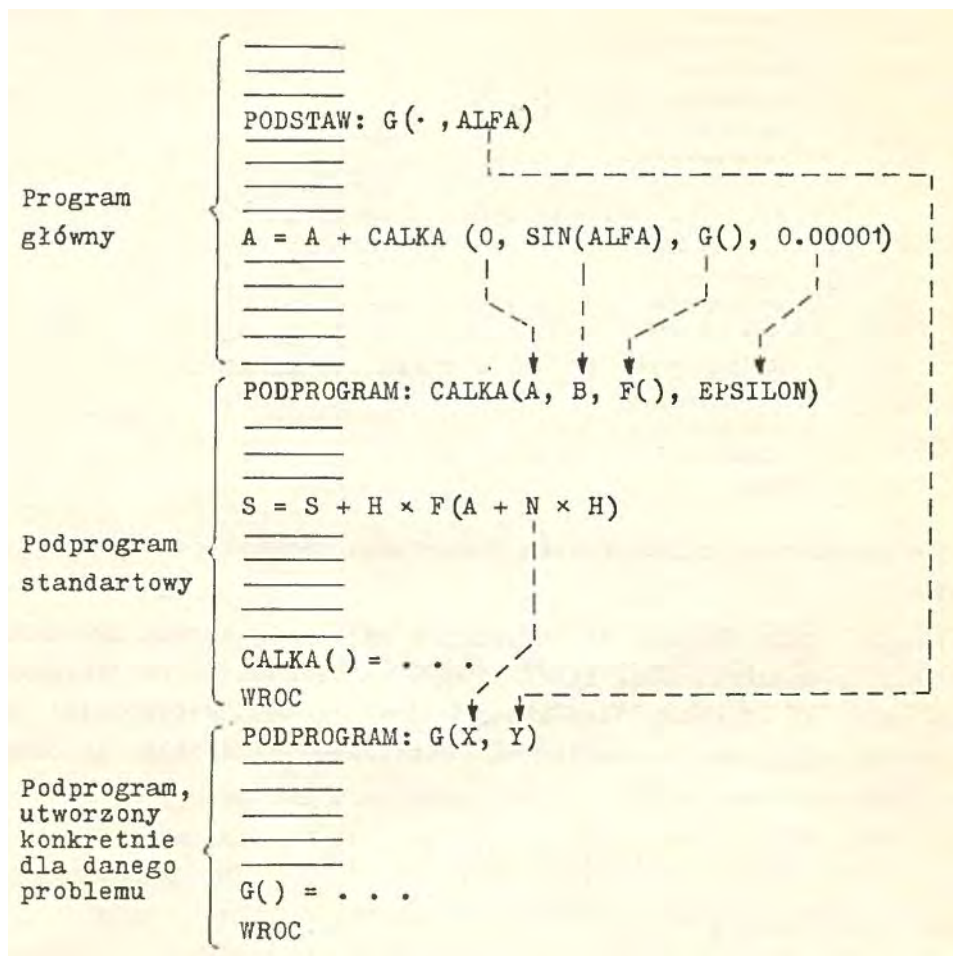 PODSTAW: G(· ,ALFA)
Program
główny
A = A + CALKA (0, SIN(ALFA), G(), 0.00001)
PODPROGRAM: CALKA(A, B, F(), EPSILON)
S = S + H × F(A + N × H)
Podprogram
standartowy
CALKA() = . . .
WROC
PODPROGRAM: G(X, Y)
Podprogram,
utworzony
konkretnie
dla danego
problemu
G() = . . .
WROC